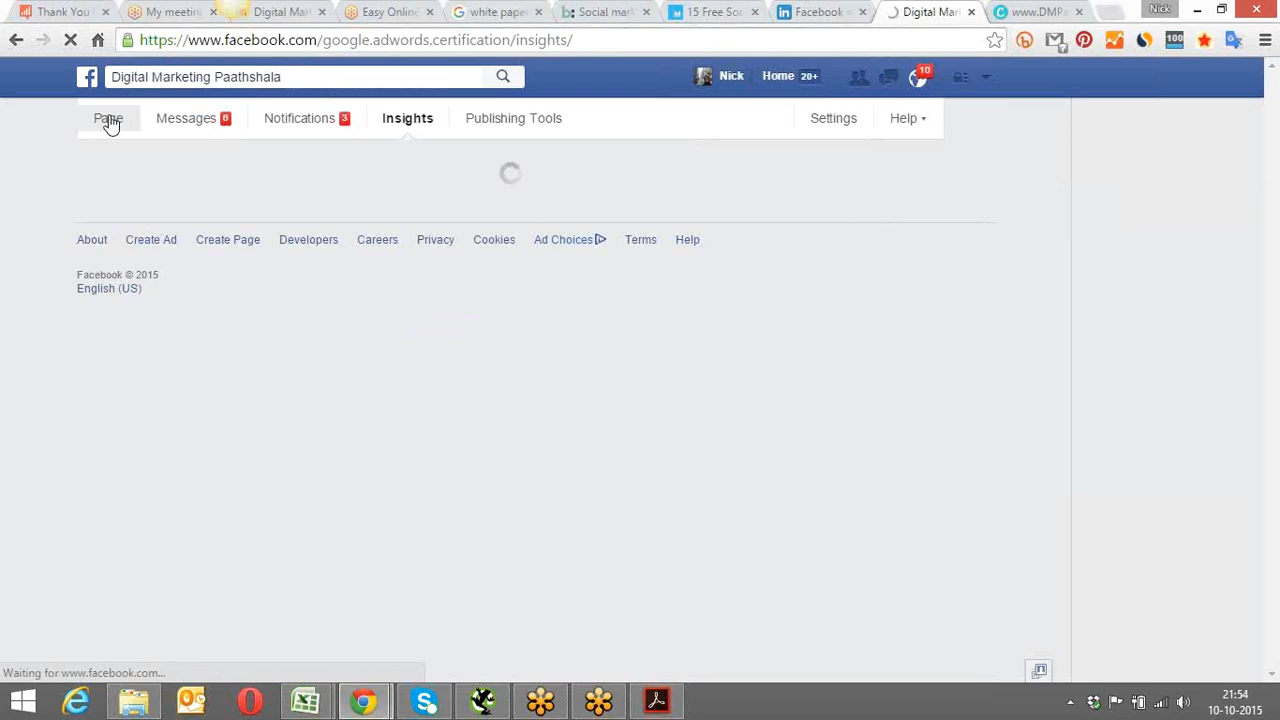 Thank You
My meetin
Digital Mar
Easy Online
white pape
Social mark
15 Free Soc
Facebook
Digital Mar
www.DMP
Nick
https://www.facebook.com/google.adwords.certification/insights/
100
Digital Marketing Paathshala
Nick
Home 20+
10
Messages 6
Notifications 3
Insights
Publishing Tools
Settings
Help
About
Create Ad
Create Page
Developers
Careers
Privacy
Cookies
Ad Choices
Terms
Help
Facebook © 2015
English (US)
Waiting for www.facebook.com...
21:54
10-10-2015